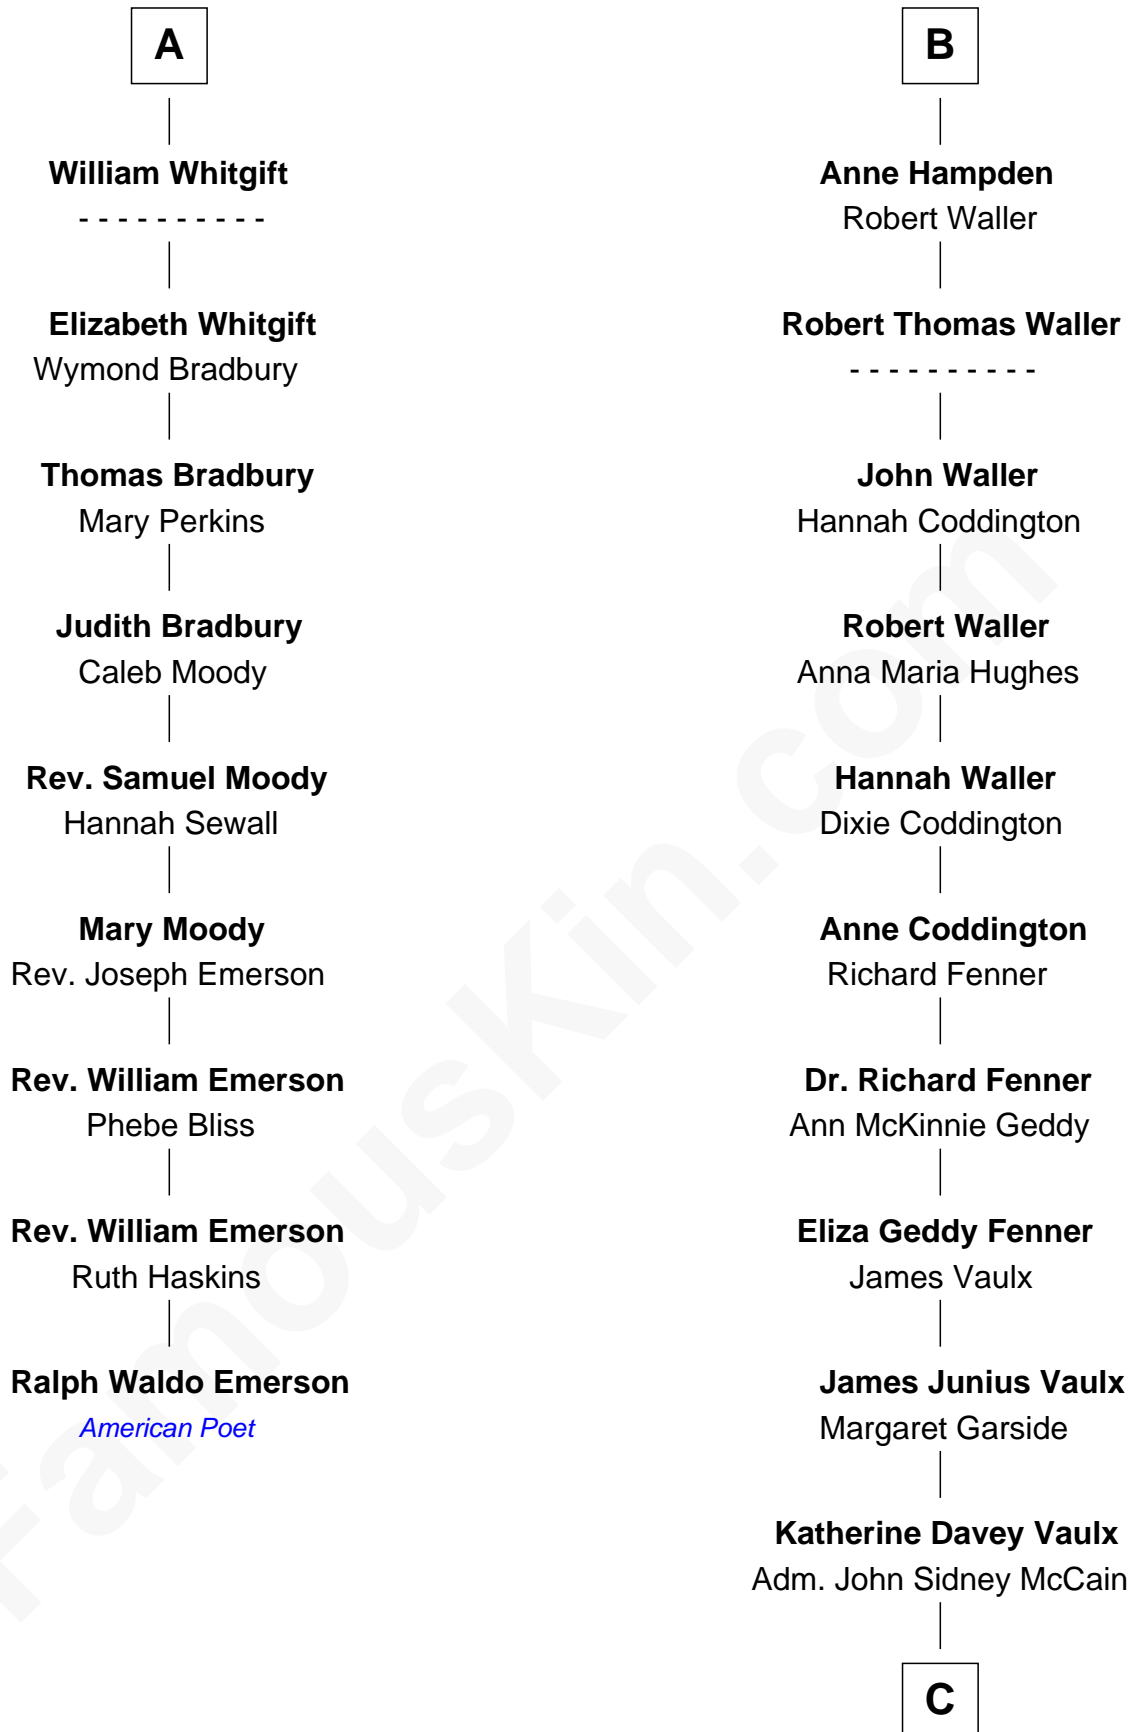 A
William Whitgift
- - - - - - - - - -
Elizabeth Whitgift
Wymond Bradbury
Thomas Bradbury
Mary Perkins
Judith Bradbury
Caleb Moody
Rev. Samuel Moody
Hannah Sewall
Mary Moody
Rev. Joseph Emerson
Rev. William Emerson
Phebe Bliss
Rev. William Emerson
Ruth Haskins
Ralph Waldo Emerson
American Poet
B
Anne Hampden
Robert Waller
Robert Thomas Waller
- - - - - - - - - -
John Waller
Hannah Coddington
Robert Waller
Anna Maria Hughes
Hannah Waller
Dixie Coddington
Anne Coddington
Richard Fenner
Dr. Richard Fenner
Ann McKinnie Geddy
Eliza Geddy Fenner
James Vaulx
James Junius Vaulx
Margaret Garside
Katherine Davey Vaulx
Adm. John Sidney McCain
C
FamousKin.com